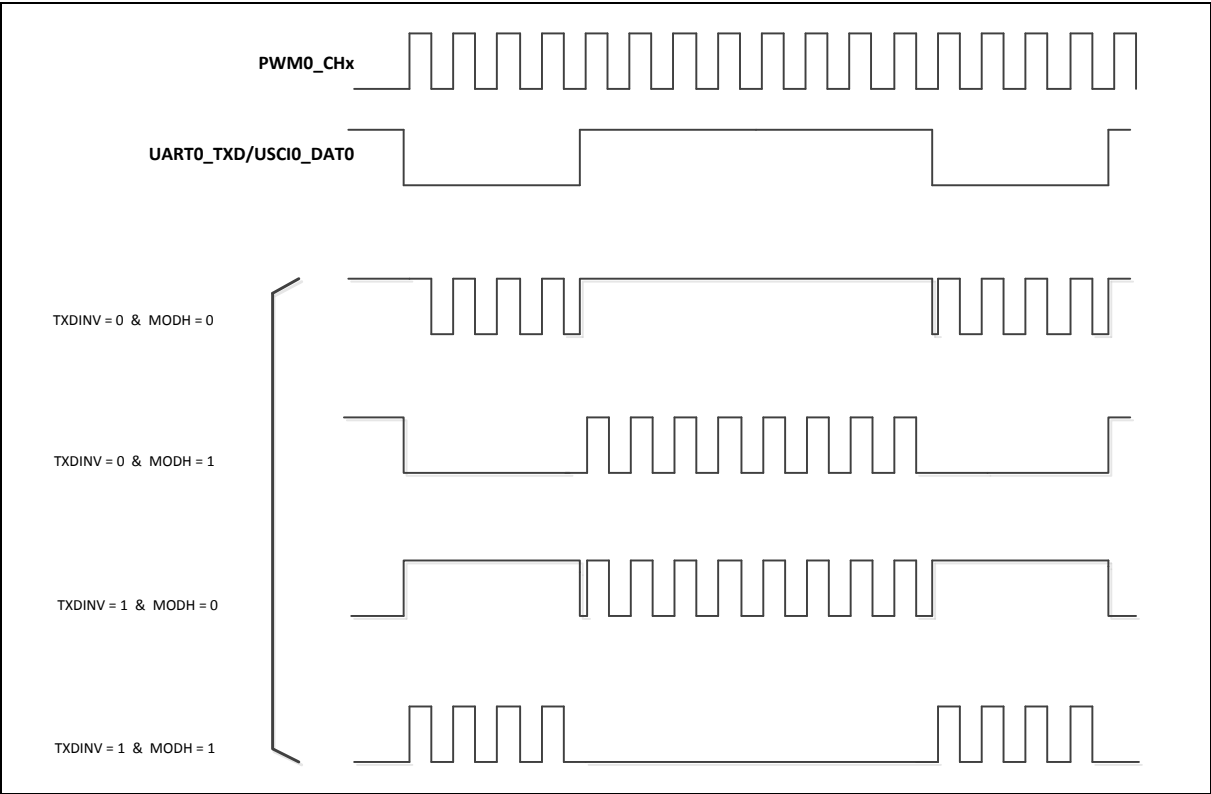 PWM0_CHx
UART0_TXD/USCI0_DAT0
TXDINV = 0 & MODH = 0
TXDINV = 0 & MODH = 1
TXDINV = 1 & MODH = 0
TXDINV = 1 & MODH = 1